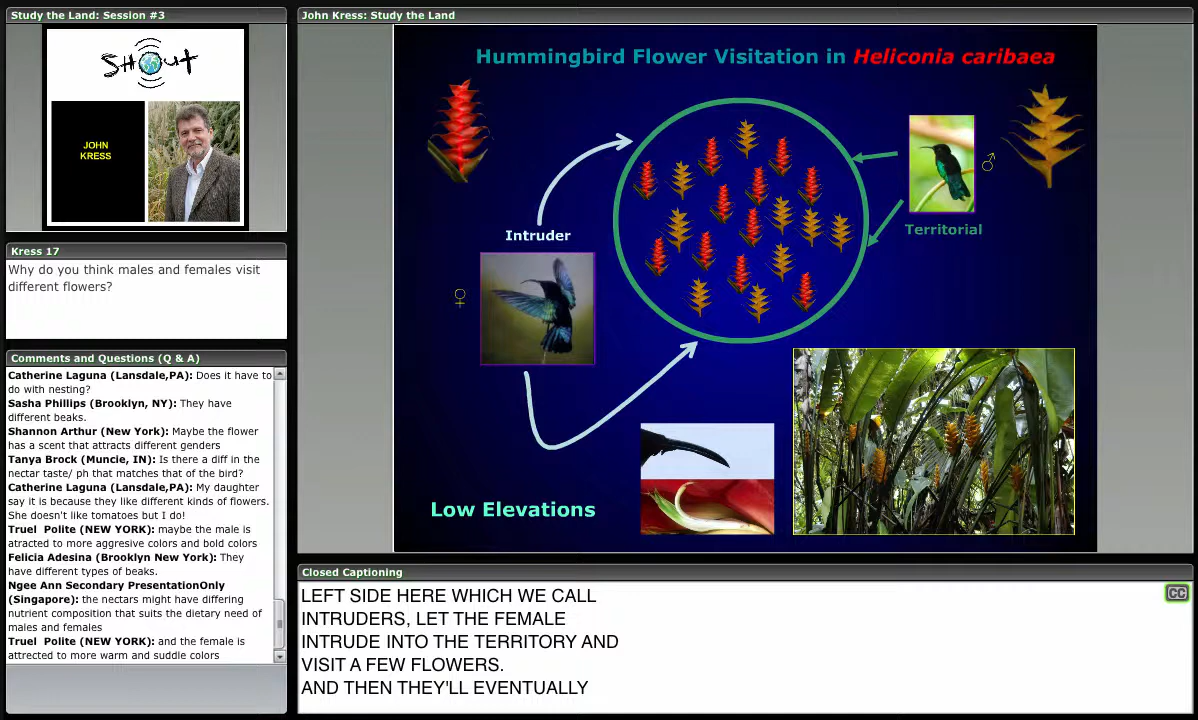 Study the Land: Session #3
SHOUT
JOHN
KRESS
Kress 17
Why do you think males and females visit
different flowers?
Comments and Questions (Q & A)
Catherine Laguna (Lansdale,PA): Does it have to
do with nesting?
Sasha Phillips (Brooklyn, NY): They have
different beaks.
Shannon Arthur (New York): Maybe the flower
has a scent that attracts different genders
Tanya Brock (Muncie, IN): Is there a diff in the
nectar taste/ ph that matches that of the bird?
Catherine Laguna (Lansdale,PA): My daughter
say it is because they like different kinds of flowers.
She doesn't like tomatoes but I do!
Truel  Polite (NEW YORK): maybe the male is
atracted to more aggresive colors and bold colors
Felicia Adesina (Brooklyn New York): They
have different types of beaks.
Ngee Ann Secondary PresentationOnly
(Singapore): the nectars might have differing
nutrient composition that suits the dietary need of
males and females
Truel  Polite (NEW YORK): and the female is
attrected to more warm and suddle colors
John Kress: Study the Land
Hummingbird Flower Visitation in Heliconia caribaea
♂
Territorial
Intruder
♀
Low Elevations
Closed Captioning
LEFT SIDE HERE WHICH WE CALL
INTRUDERS, LET THE FEMALE
INTRUDE INTO THE TERRITORY AND
VISIT A FEW FLOWERS.
AND THEN THEY'LL EVENTUALLY
CC